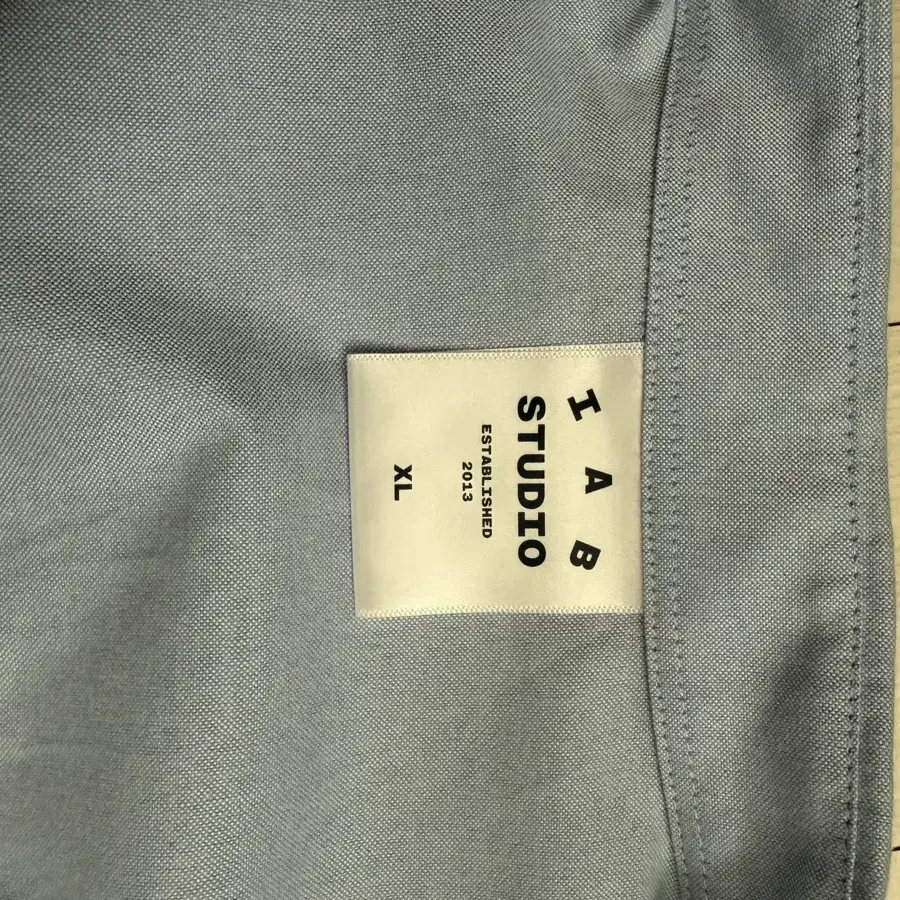 I A B
STUDIO
ESTABLISHED
2013
XL